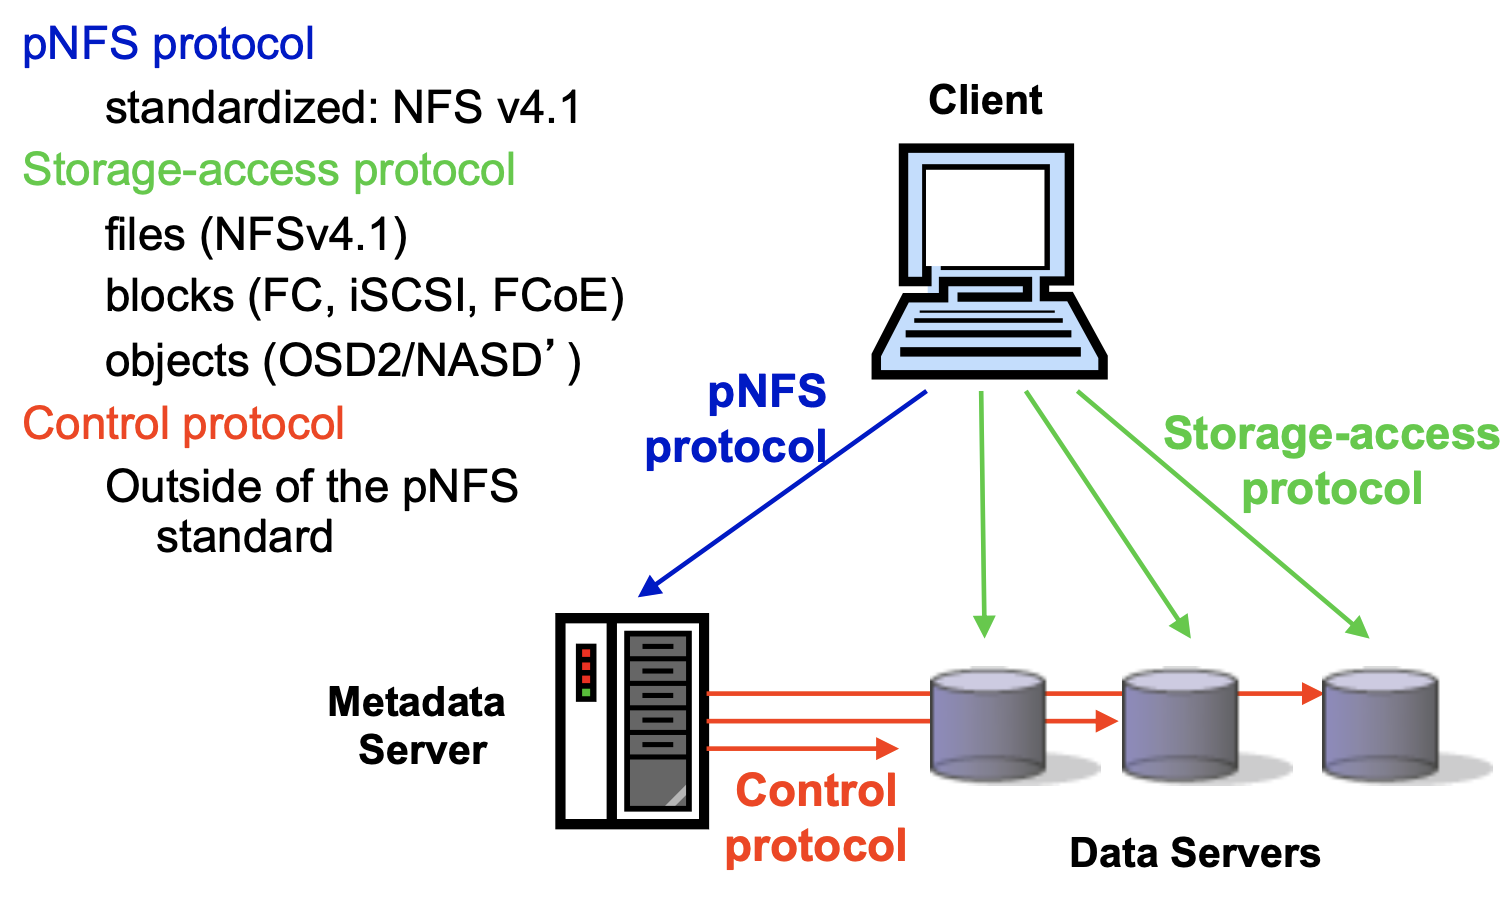 pNFS protocol
standardized: NFS v4.1
Storage-access protocol
files (NFSv4.1)
blocks (FC, iSCSI, FCoE)
objects (OSD2/NASD’)
Control protocol
Outside of the pNFS
standard
Client
pNFS
protocol
Storage-access
protocol
Metadata
Server
Control
protocol
Data Servers